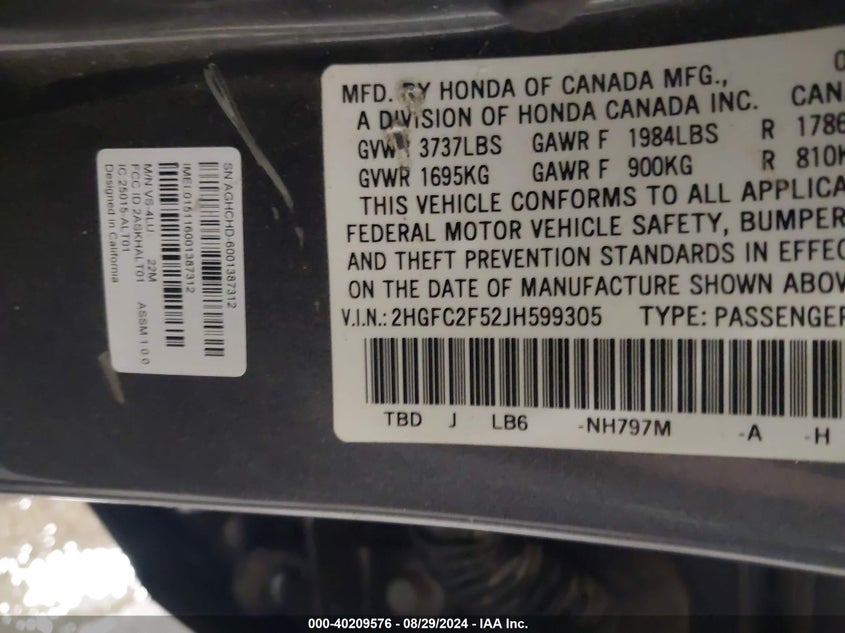 SN AGHCHD-6001387312
IMEI 015116001387312
M/N VS-4LU 22M
FCC ID 2ASKHALT01 ASSM 1.0.0
IC 25015-ALT01
Designed in California
MFD. BY HONDA OF CANADA MFG.,
A DIVISION OF HONDA CANADA INC. CAN
GVWR 3737LBS GAWR F 1984LBS R 1786
GVWR 1695KG GAWR F 900KG R 810K
THIS VEHICLE CONFORMS TO ALL APPLICA
FEDERAL MOTOR VEHICLE SAFETY, BUMPER
AND THEFT PREVENTION STANDARDS IN EFFEC
ON THE DATE OF MANUFACTURE SHOWN ABOV
V.I.N.: 2HGFC2F52JH599305 TYPE: PASSENGER
TBD J LB6 -NH797M -A -H
000-40209576 - 08/29/2024 - IAA Inc.